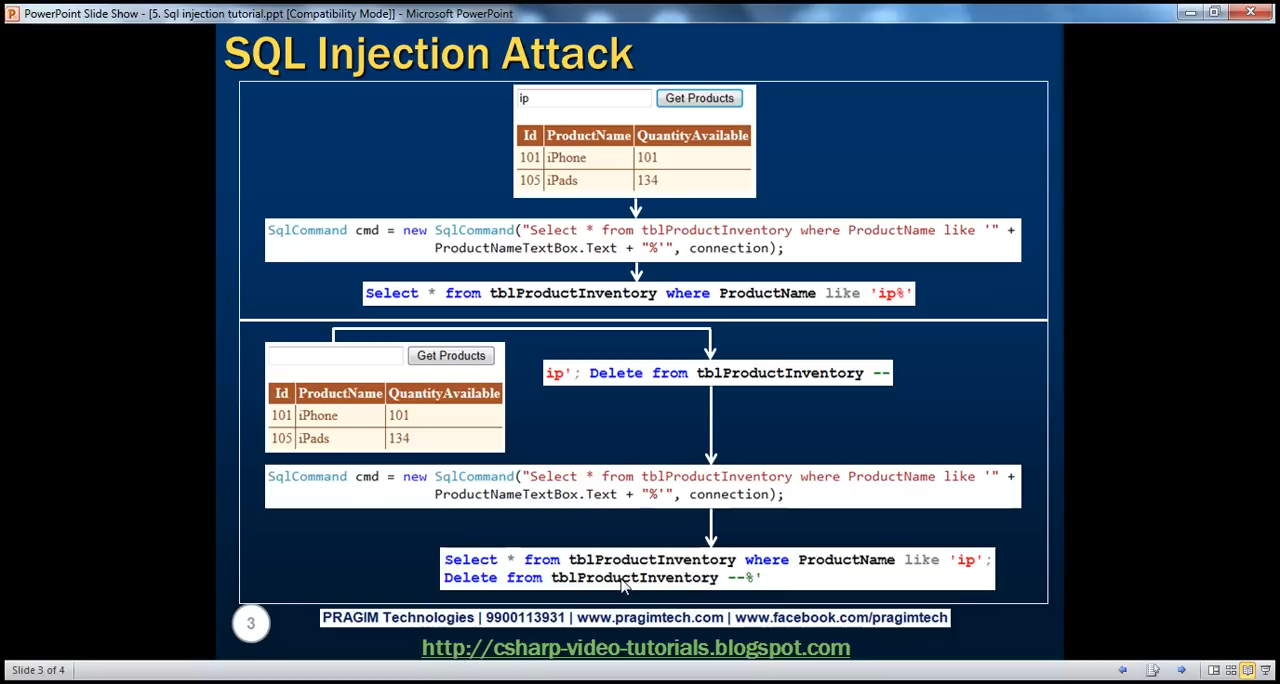 PowerPoint Slide Show - [5. Sql injection tutorial.ppt [Compatibility Mode]] - Microsoft PowerPoint
SQL Injection Attack
ip Get Products
Id ProductName QuantityAvailable
101 iPhone 101
105 iPads 134
SqlCommand cmd = new SqlCommand("Select * from tblProductInventory where ProductName like '" +
ProductNameTextBox.Text + "%'", connection);
Select * from tblProductInventory where ProductName like 'ip%'
Get Products
Id ProductName QuantityAvailable
101 iPhone 101
105 iPads 134
ip'; Delete from tblProductInventory --
SqlCommand cmd = new SqlCommand("Select * from tblProductInventory where ProductName like '" +
ProductNameTextBox.Text + "%'", connection);
Select * from tblProductInventory where ProductName like 'ip';
Delete from tblProductInventory --%'
3
PRAGIM Technologies | 9900113931 | www.pragimtech.com | www.facebook.com/pragimtech
http://csharp-video-tutorials.blogspot.com
Slide 3 of 4